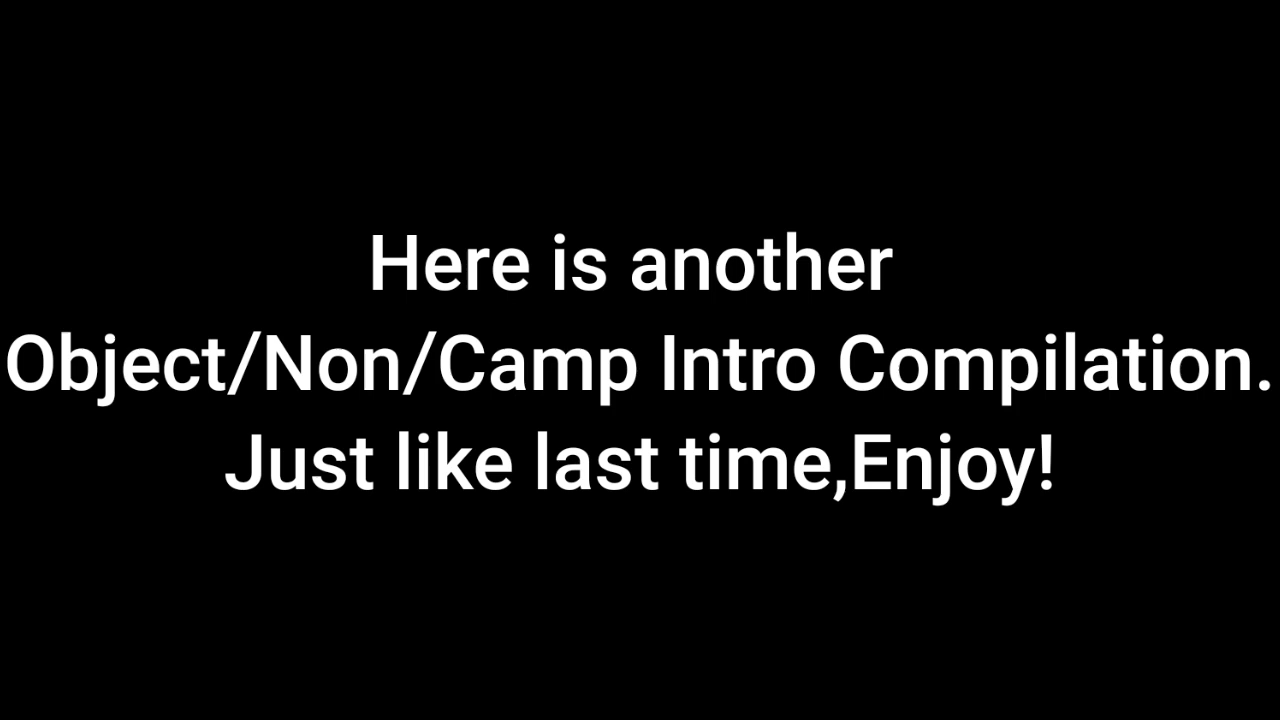 Here is another
Object/Non/Camp Intro Compilation.
Just like last time,Enjoy!